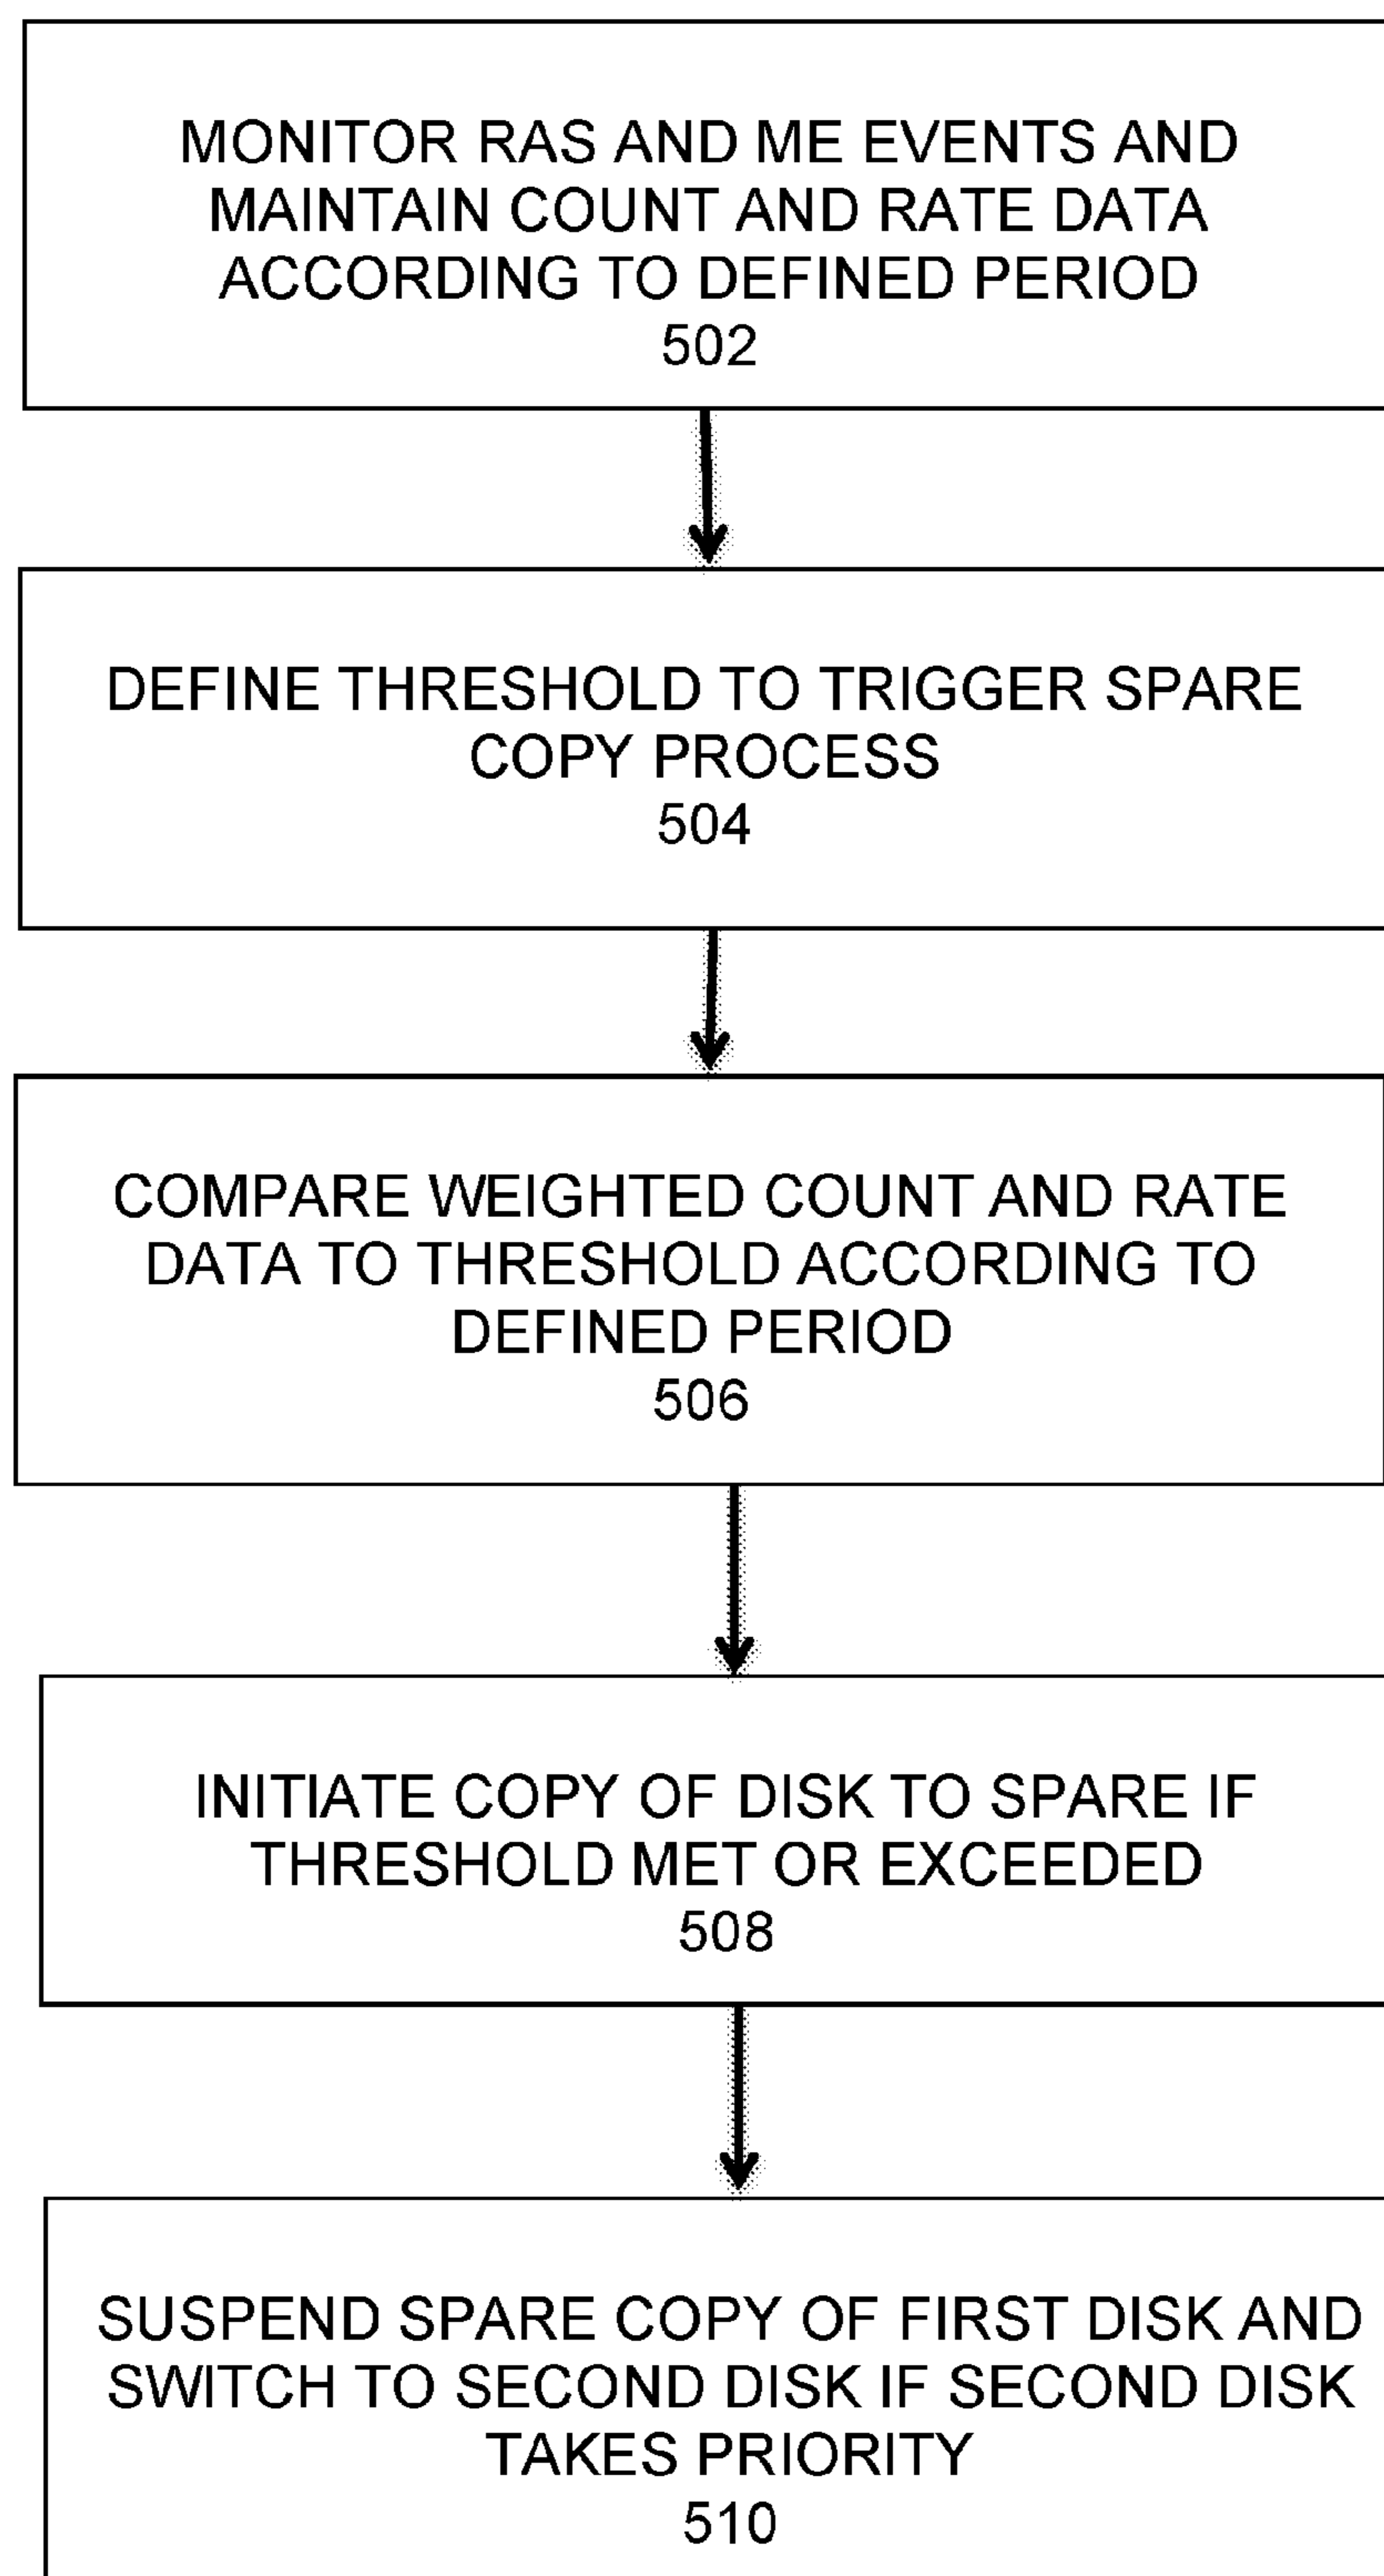 MONITOR RAS AND ME EVENTS AND
MAINTAIN COUNT AND RATE DATA
ACCORDING TO DEFINED PERIOD
502
DEFINE THRESHOLD TO TRIGGER SPARE
COPY PROCESS
504
COMPARE WEIGHTED COUNT AND RATE
DATA TO THRESHOLD ACCORDING TO
DEFINED PERIOD
506
INITIATE COPY OF DISK TO SPARE IF
THRESHOLD MET OR EXCEEDED
508
SUSPEND SPARE COPY OF FIRST DISK AND
SWITCH TO SECOND DISK IF SECOND DISK
TAKES PRIORITY
510